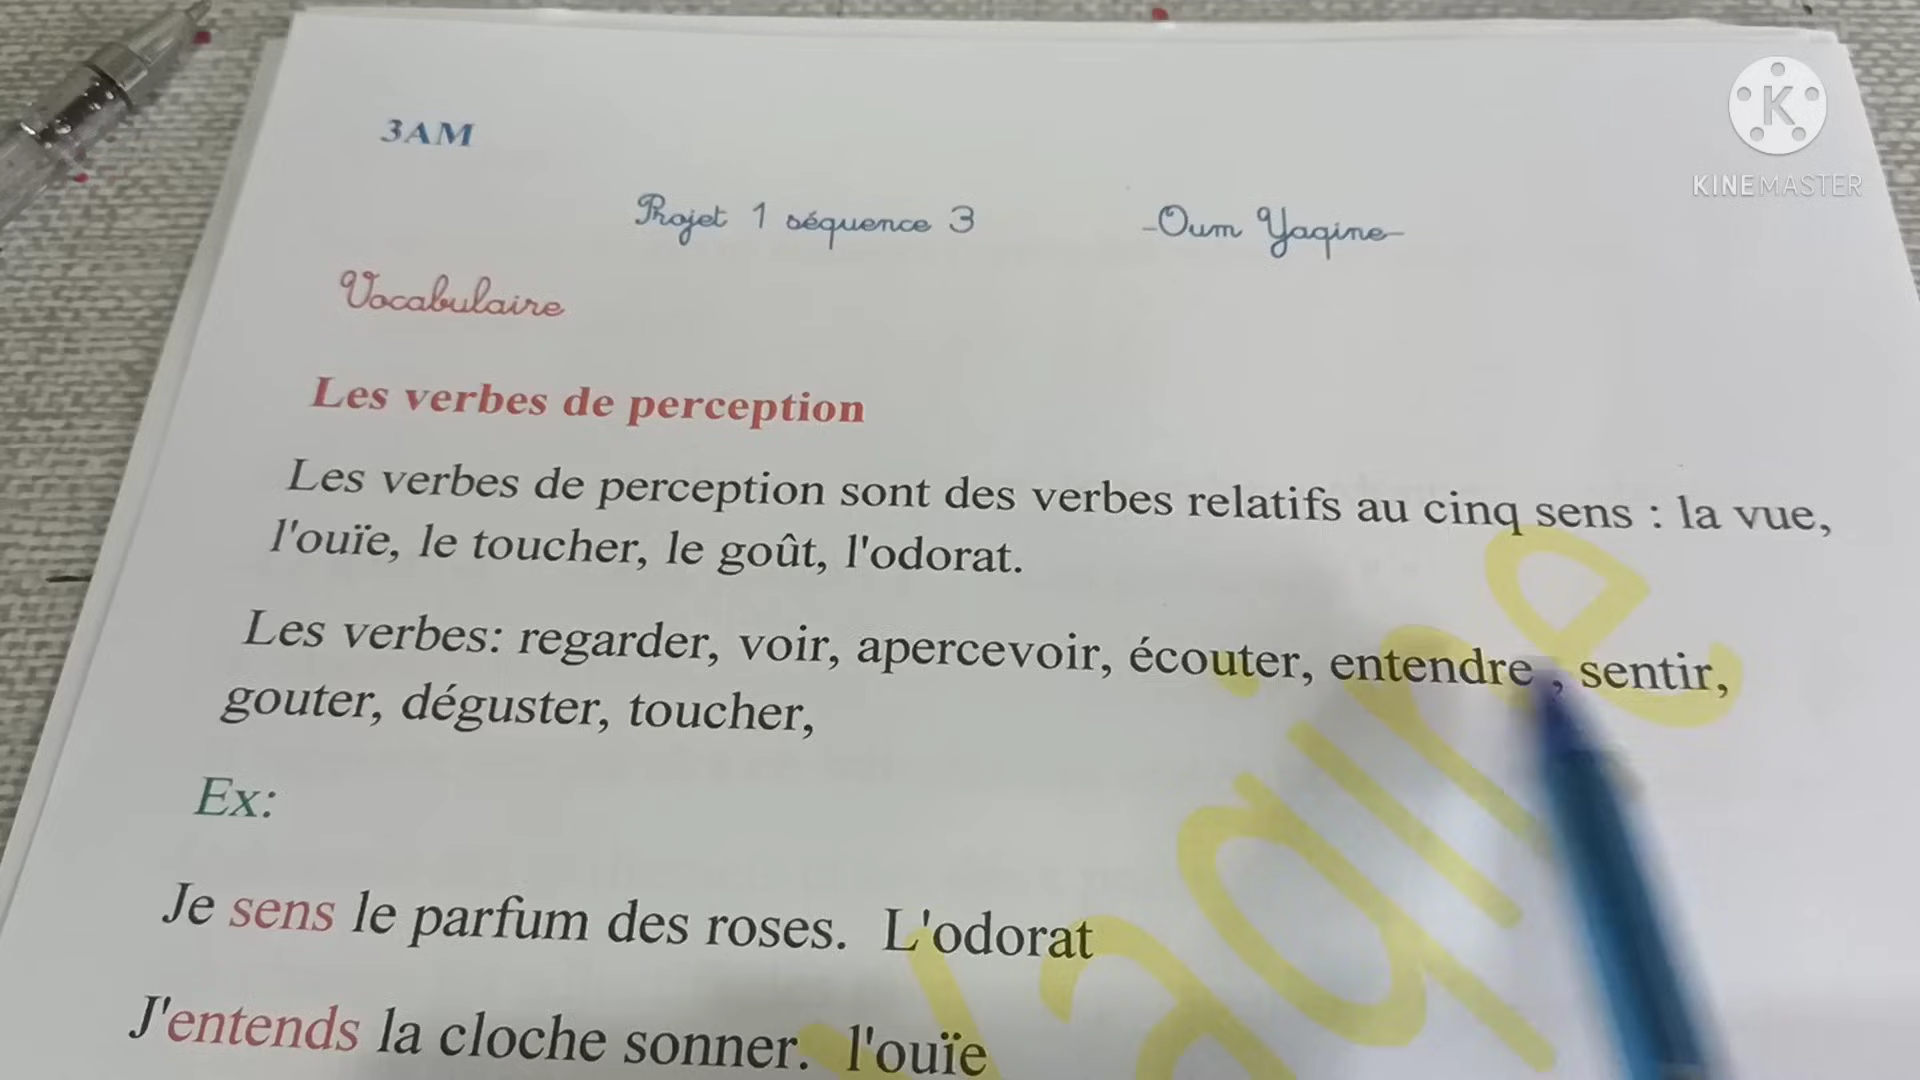 3AM
Projet 1 séquence 3 -Oum Yaqine-
KINEMASTER
Vocabulaire
Les verbes de perception
Les verbes de perception sont des verbes relatifs au cinq sens : la vue,
l'ouïe, le toucher, le goût, l'odorat.
Les verbes: regarder, voir, apercevoir, écouter, entendre , sentir,
gouter, déguster, toucher,
Ex:
Je sens le parfum des roses. L'odorat
J'entends la cloche sonner. l'ouïe
Yaqine